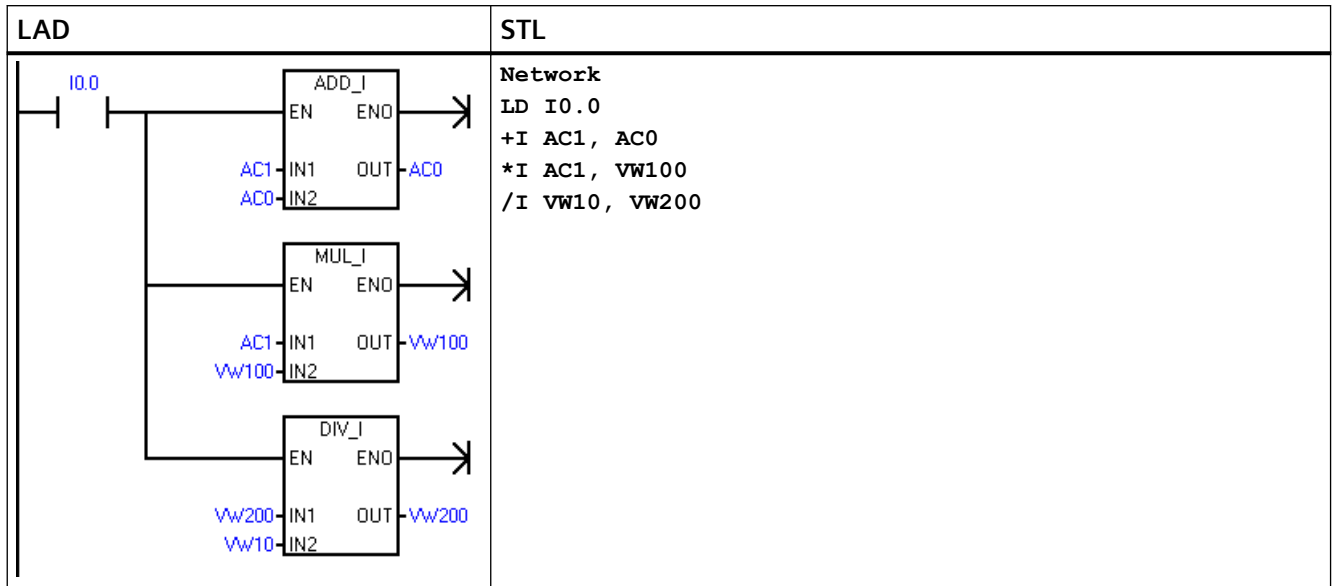 LAD STL
I0.0
ADD_I
EN ENO
AC1 IN1 OUT AC0
AC0 IN2
MUL_I
EN ENO
AC1 IN1 OUT VW100
VW100 IN2
DIV_I
EN ENO
VW200 IN1 OUT VW200
VW10 IN2
Network
LD I0.0
+I AC1, AC0
*I AC1, VW100
/I VW10, VW200